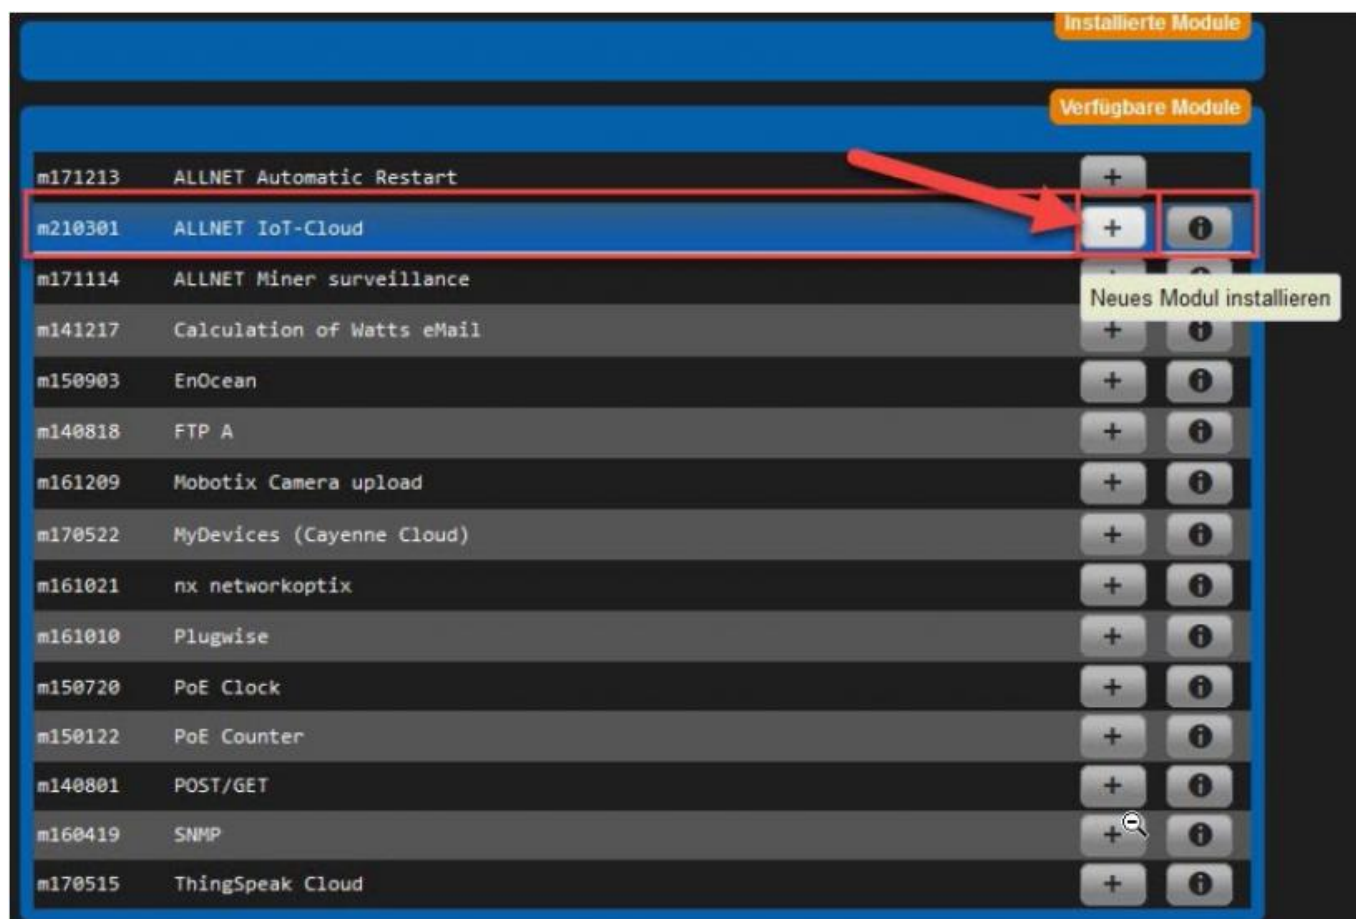 Installierte Module
Verfügbare Module
m171213 ALLNET Automatic Restart +
m210301 ALLNET IoT-Cloud + i
m171114 ALLNET Miner surveillance
Neues Modul installieren
m141217 Calculation of Watts eMail + i
m150903 EnOcean + i
m140818 FTP A + i
m161209 Mobotix Camera upload + i
m170522 MyDevices (Cayenne Cloud) + i
m161021 nx networkoptix + i
m161010 Plugwise + i
m150720 PoE Clock + i
m150122 PoE Counter + i
m140801 POST/GET + i
m160419 SNMP + i
m170515 ThingSpeak Cloud + i